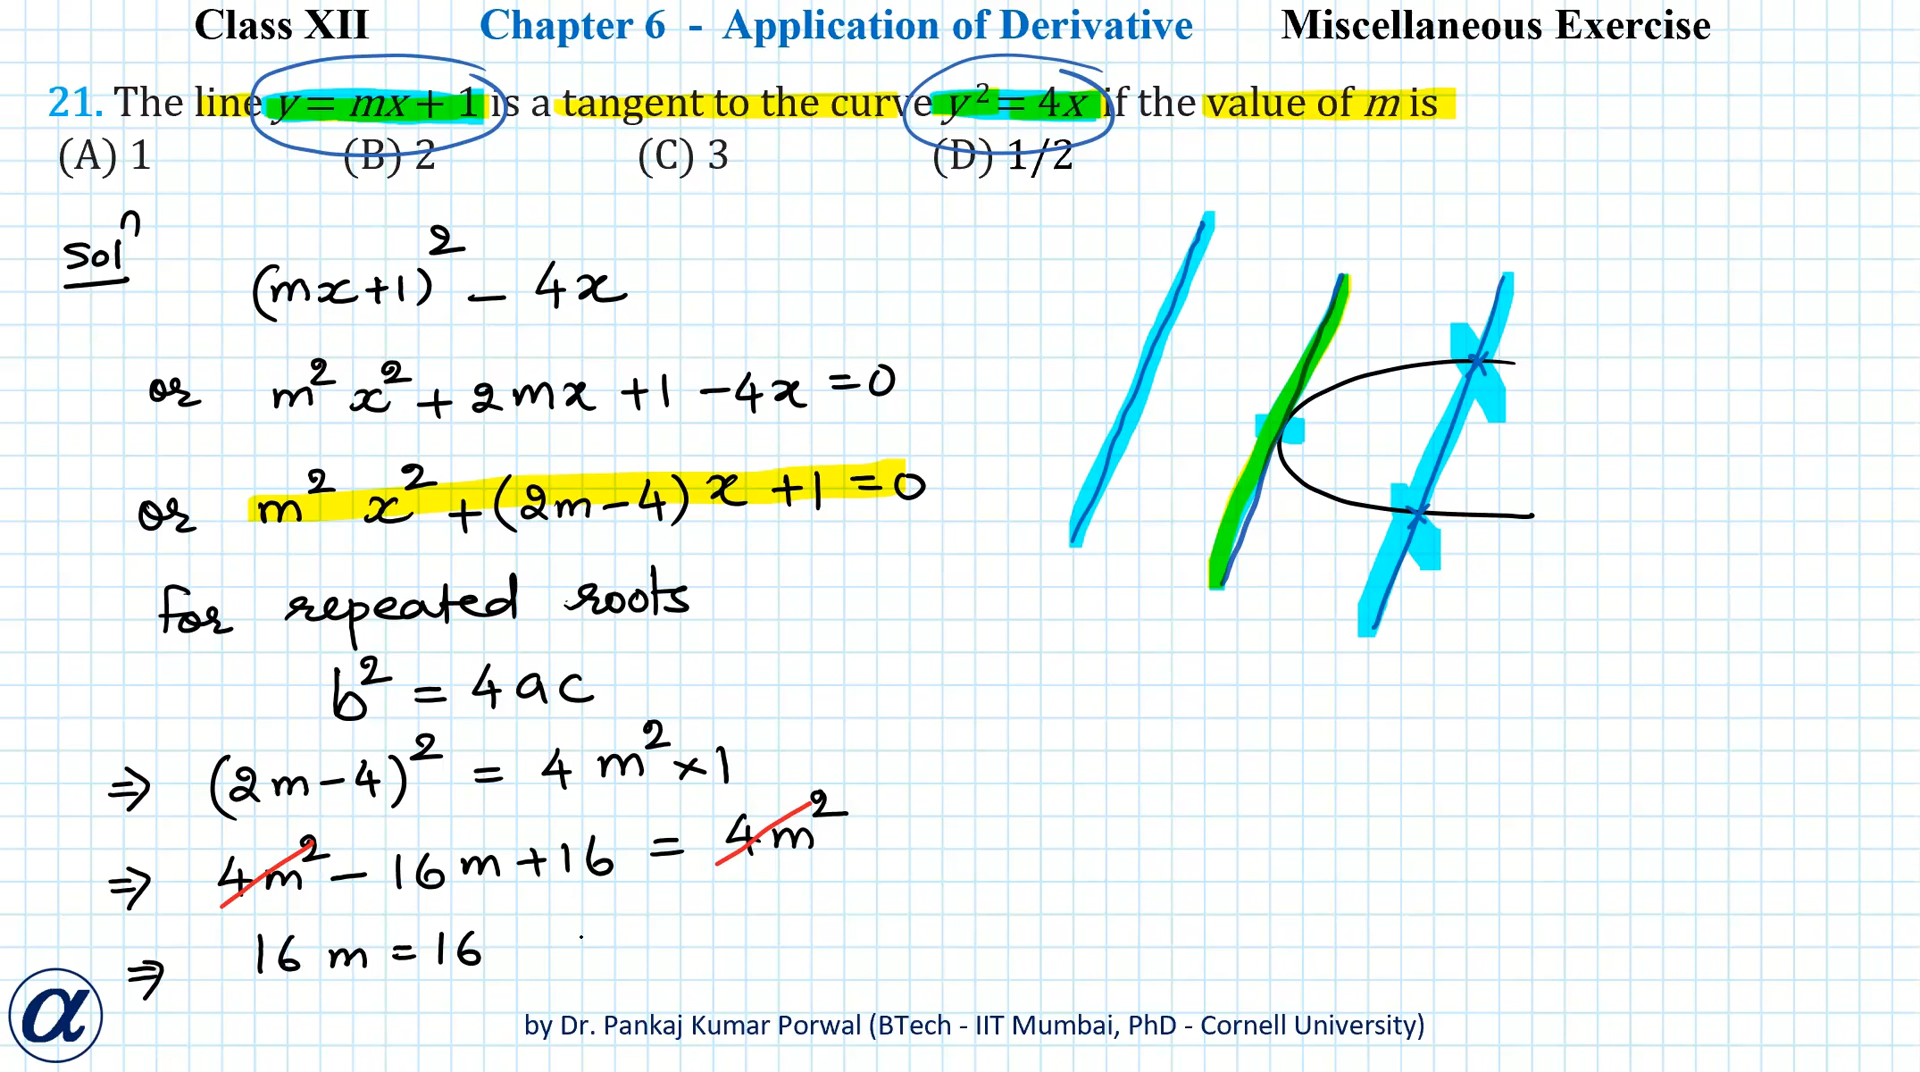 Class XII Chapter 6 - Application of Derivative Miscellaneous Exercise
21. The line y = mx + 1 is a tangent to the curve y² = 4x if the value of m is
(A) 1 (B) 2 (C) 3 (D) 1/2
Solⁿ
(mx+1)² - 4x
or m²x² + 2mx + 1 - 4x = 0
or m²x² + (2m-4)x + 1 = 0
for repeated roots
b² = 4ac
⇒ (2m-4)² = 4m² × 1
⇒ 4m² - 16m + 16 = 4m²
⇒ 16m = 16
α
by Dr. Pankaj Kumar Porwal (BTech - IIT Mumbai, PhD - Cornell University)